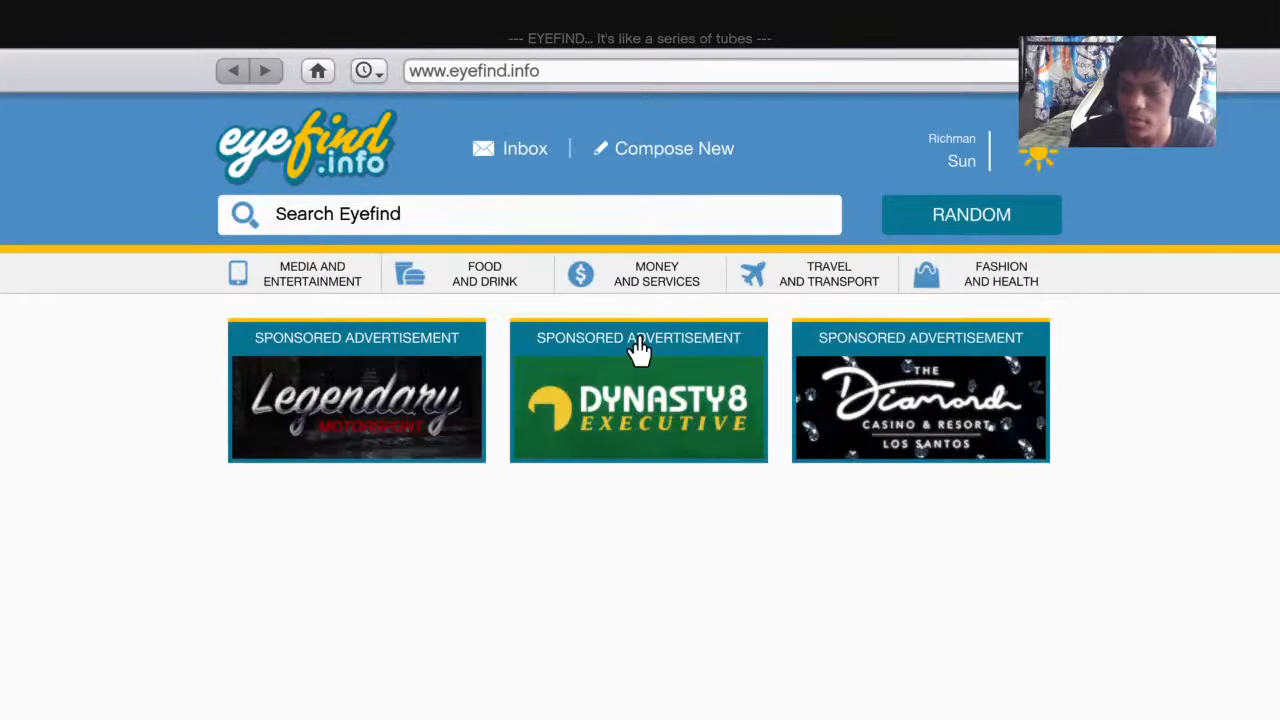 --- EYEFIND... It's like a series of tubes ---
www.eyefind.info
eyefind.info
Inbox
Compose New
Richman
Sun
Search Eyefind
RANDOM
MEDIA AND
ENTERTAINMENT
FOOD
AND DRINK
MONEY
AND SERVICES
TRAVEL
AND TRANSPORT
FASHION
AND HEALTH
SPONSORED ADVERTISEMENT
Legendary
MOTORSPORT
SPONSORED ADVERTISEMENT
DYNASTY8
EXECUTIVE
SPONSORED ADVERTISEMENT
THE
Diamond
CASINO & RESORT
LOS SANTOS